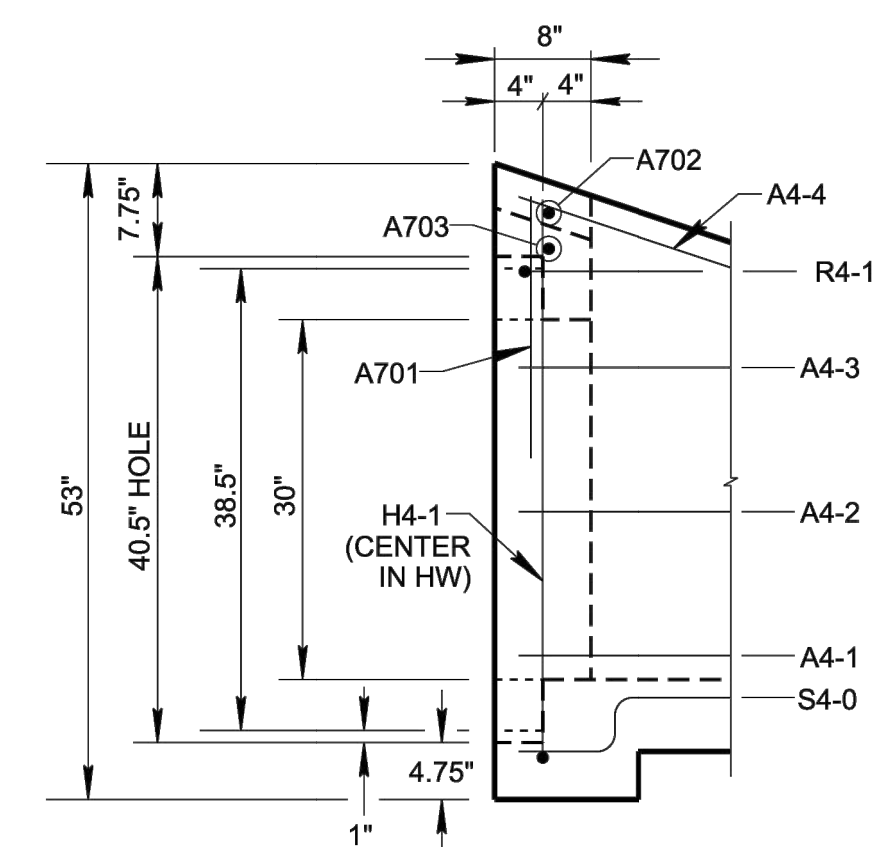 8"
4"
4"
A702
A4-4
7.75"
A703
R4-1
A701
A4-3
53"
40.5" HOLE
38.5"
30"
H4-1
(CENTER
IN HW)
A4-2
A4-1
S4-0
4.75"
1"